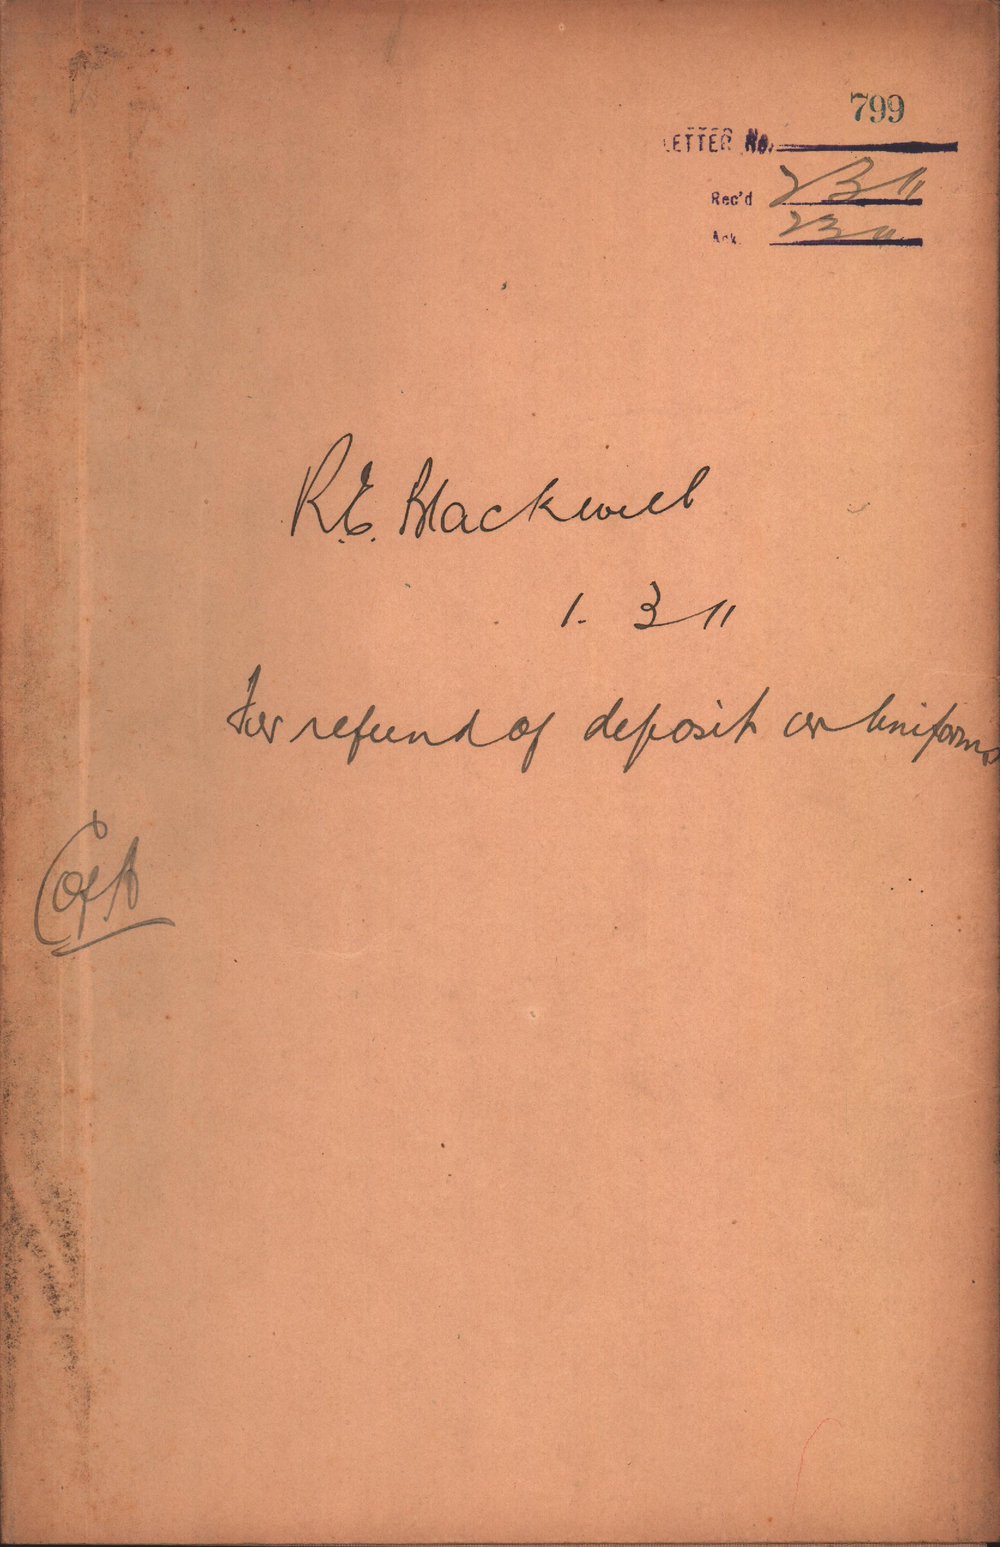 799
LETTER No.
Rec'd 2 3 11
Ack. 2 3 11
R.E. Blackwell
1. 3 11
For refund of deposit on Uniforms
C of A